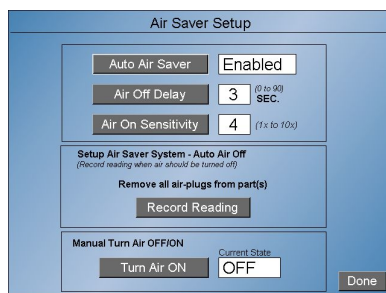 Air Saver Setup
Auto Air Saver Enabled
Air Off Delay 3 (0 to 90) SEC.
Air On Sensitivity 4 (1x to 10x)
Setup Air Saver System - Auto Air Off
(Record reading when air should be turned off)
Remove all air-plugs from part(s)
Record Reading
Manual Turn Air OFF/ON
Current State
Turn Air ON OFF
Done